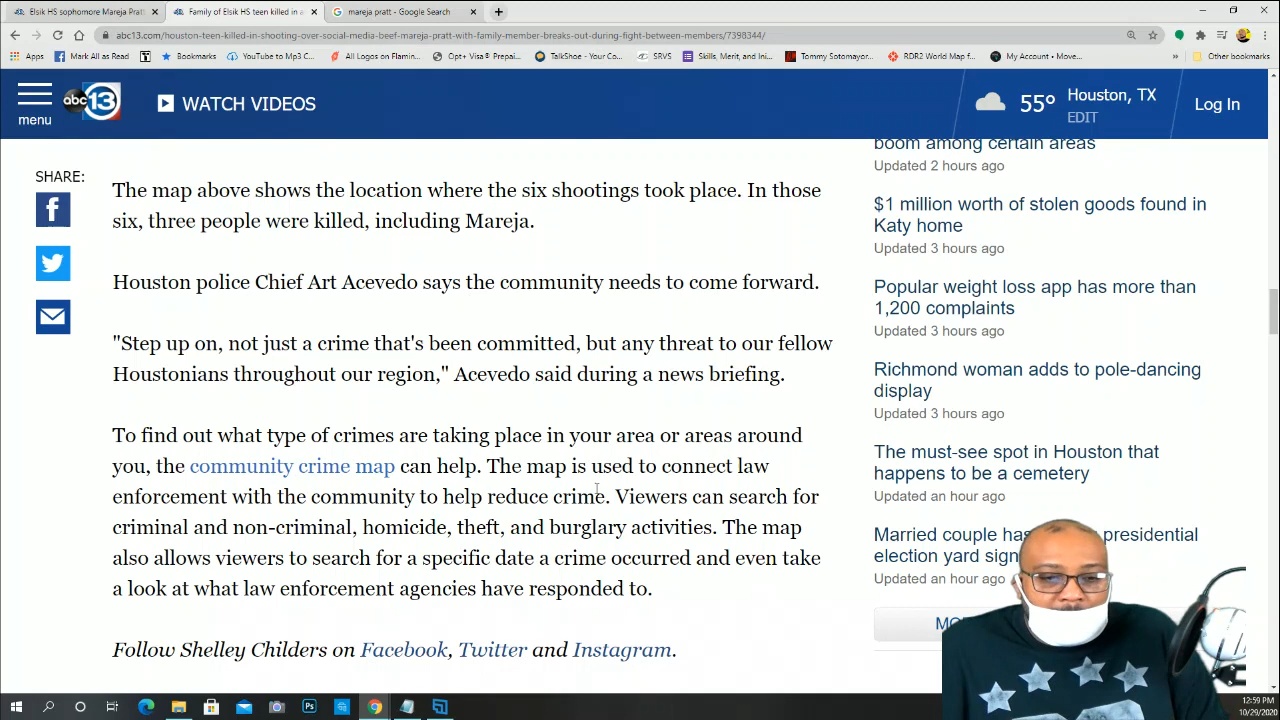 Elsik HS sophomore Mareja Prat
Family of Elsik HS teen killed in a
mareja pratt - Google Search
abc13.com/houston-teen-killed-in-shooting-over-social-media-beef-mareja-pratt-with-family-member-breaks-out-during-fight-between-members/7398344/
Apps
Mark All as Read
Bookmarks
YouTube to Mp3 C...
All Logos on Flamin...
Opt+ Visa® Prepai...
TalkShoe - Your Co...
SRVS
Skills, Merit, and Ini...
Tommy Sotomayor...
RDR2 World Map f...
My Account • Move...
Other bookmarks
menu
abc 13
WATCH VIDEOS
55°
Houston, TX
EDIT
Log In
SHARE:
The map above shows the location where the six shootings took place. In those
six, three people were killed, including Mareja.
Houston police Chief Art Acevedo says the community needs to come forward.
"Step up on, not just a crime that's been committed, but any threat to our fellow
Houstonians throughout our region," Acevedo said during a news briefing.
To find out what type of crimes are taking place in your area or areas around
you, the community crime map can help. The map is used to connect law
enforcement with the community to help reduce crime. Viewers can search for
criminal and non-criminal, homicide, theft, and burglary activities. The map
also allows viewers to search for a specific date a crime occurred and even take
a look at what law enforcement agencies have responded to.
Follow Shelley Childers on Facebook, Twitter and Instagram.
boom among certain areas
Updated 2 hours ago
$1 million worth of stolen goods found in
Katy home
Updated 3 hours ago
Popular weight loss app has more than
1,200 complaints
Updated 3 hours ago
Richmond woman adds to pole-dancing
display
Updated 3 hours ago
The must-see spot in Houston that
happens to be a cemetery
Updated an hour ago
Married couple has presidential
election yard sign
Updated an hour ago
12:59 PM
10/29/2020